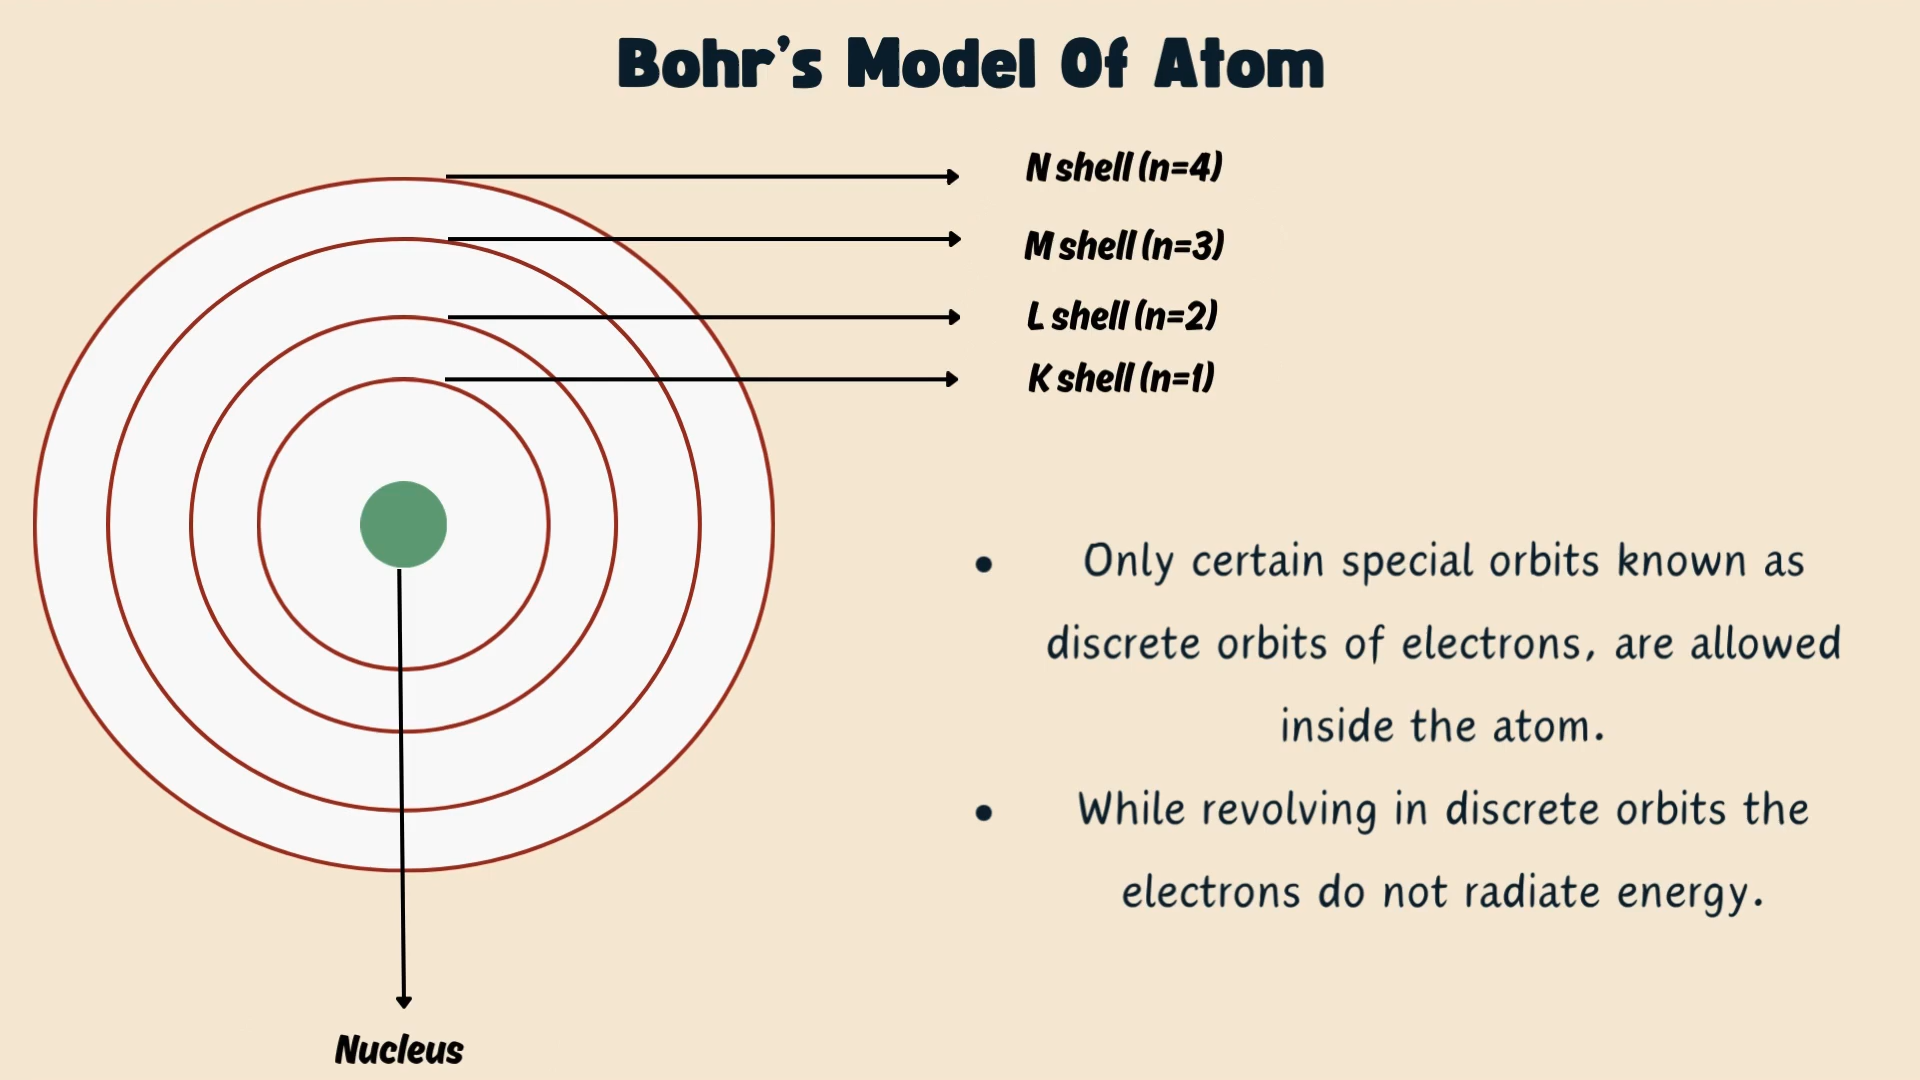 Bohr's Model Of Atom
N shell (n=4)
M shell (n=3)
L shell (n=2)
K shell (n=1)
• Only certain special orbits known as
discrete orbits of electrons, are allowed
inside the atom.
• While revolving in discrete orbits the
electrons do not radiate energy.
Nucleus